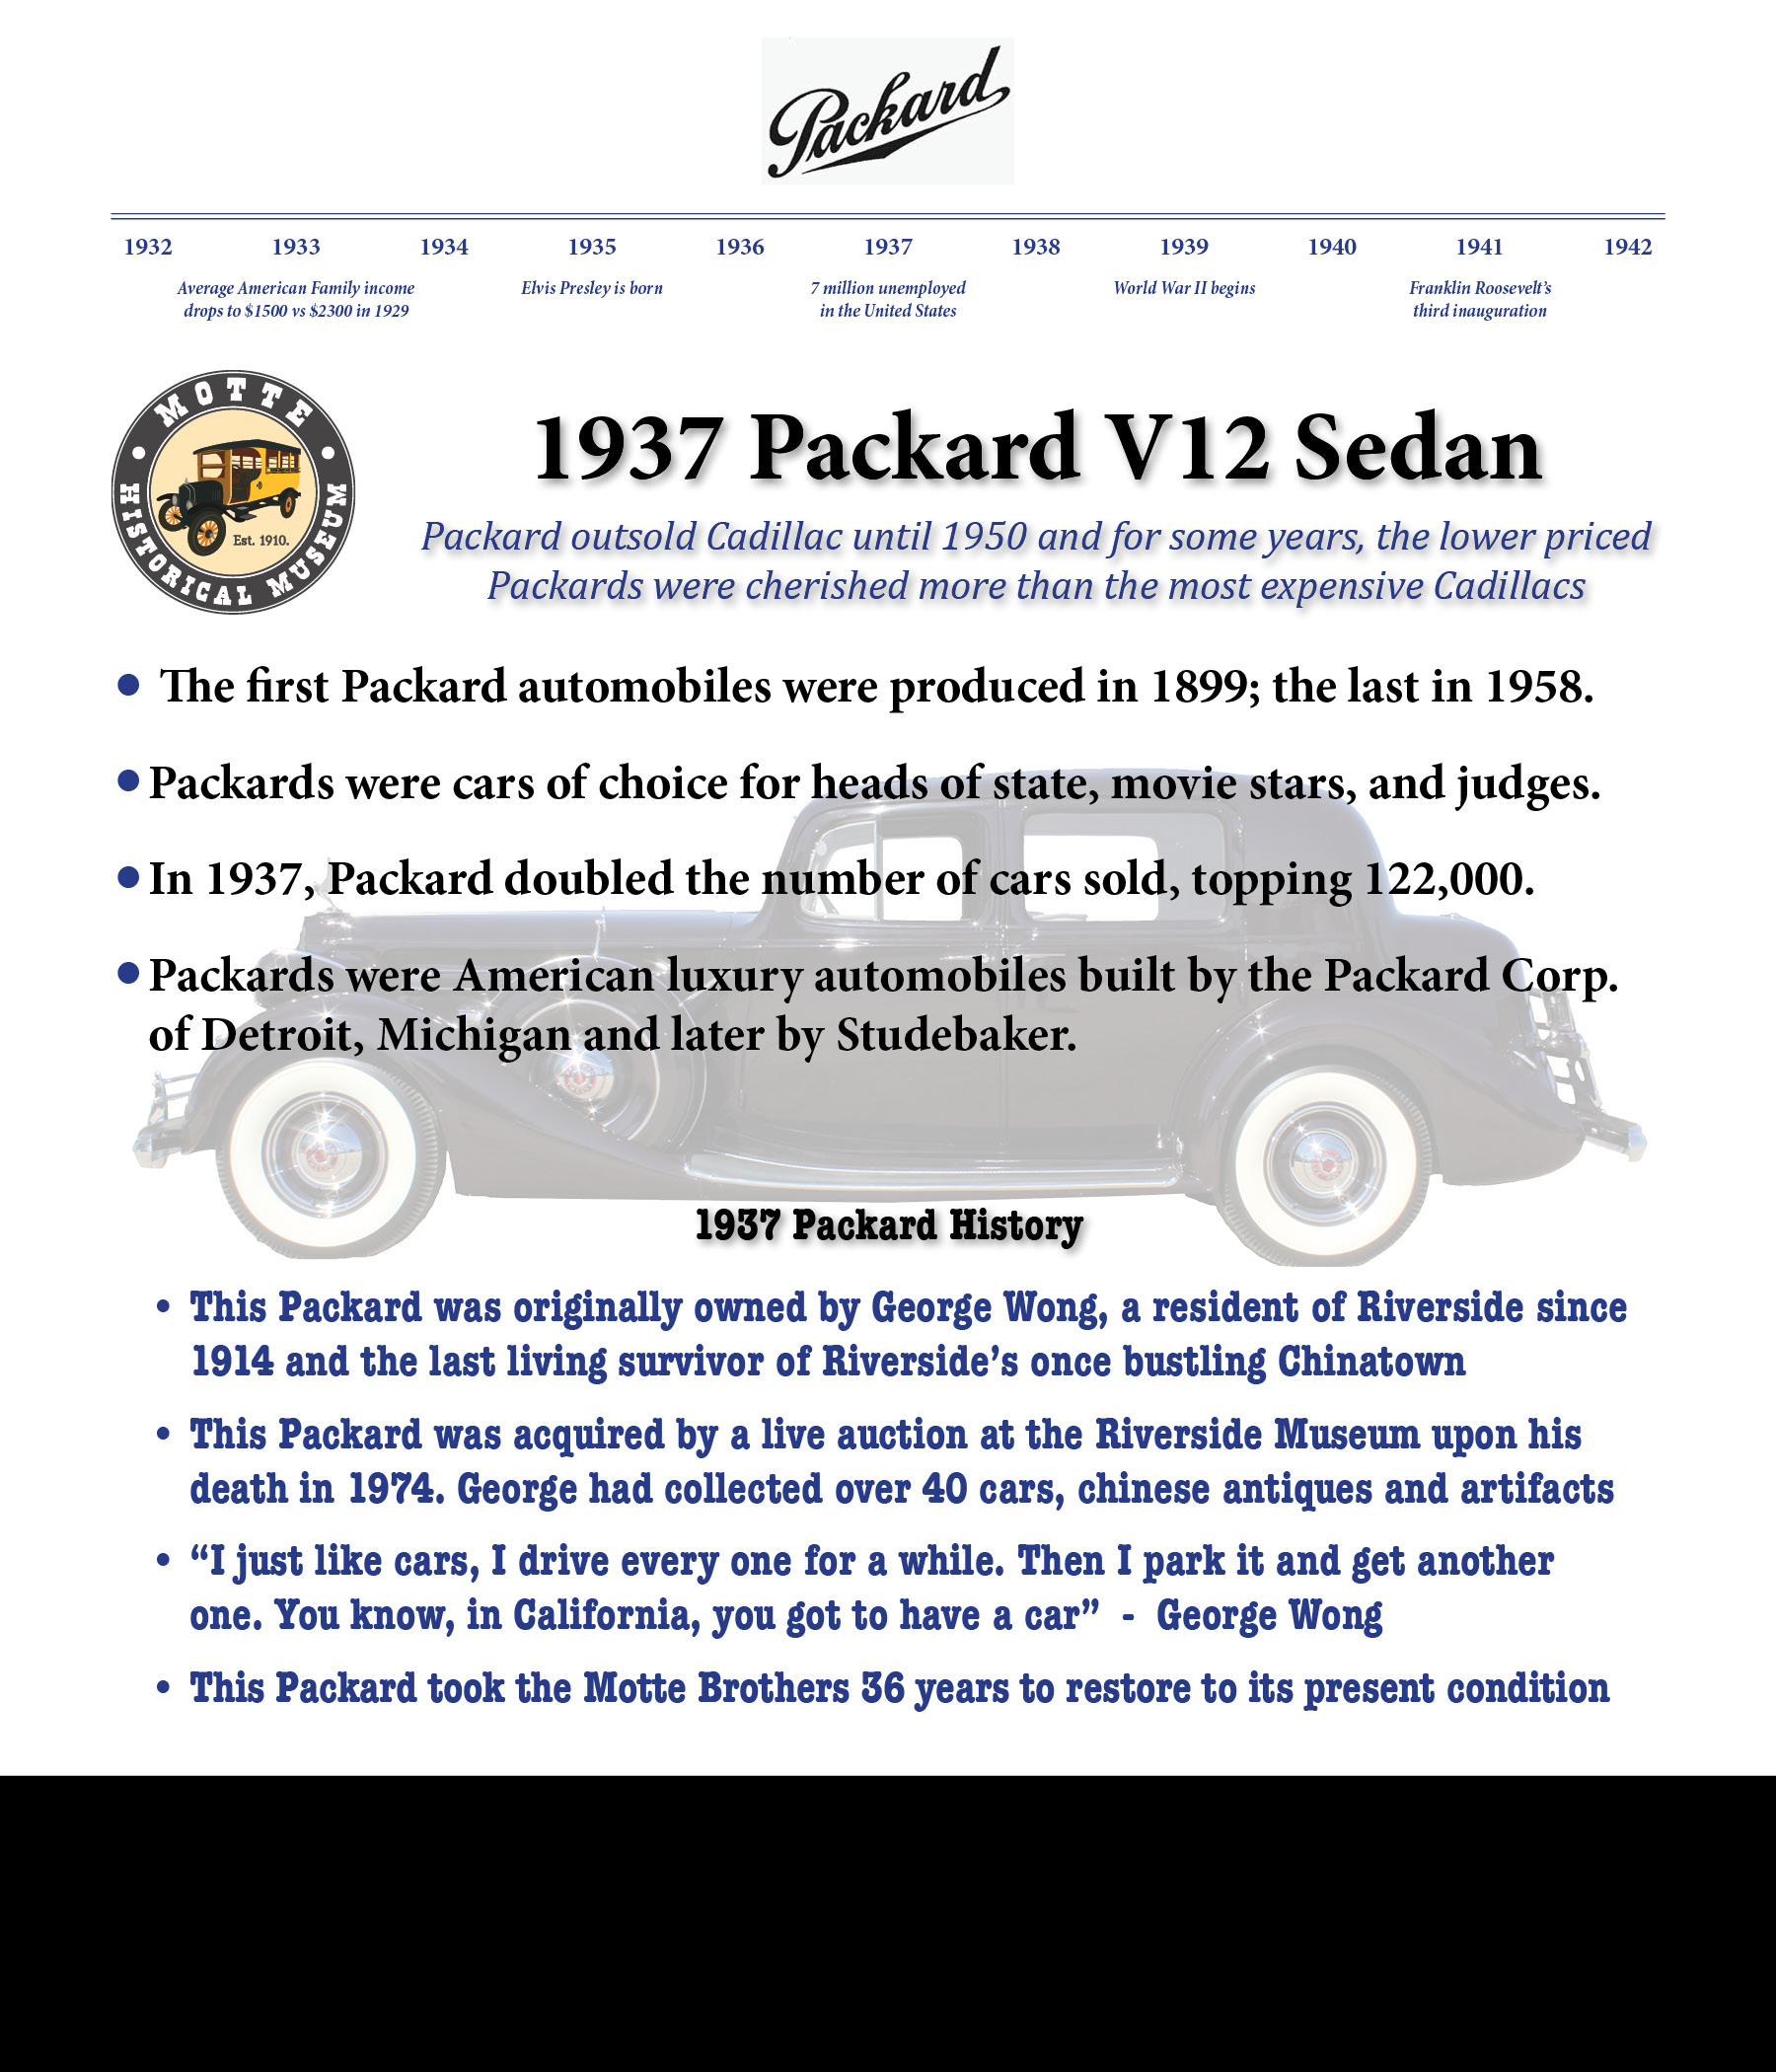 Packard
1932 1933 1934 1935 1936 1937 1938 1939 1940 1941 1942
Average American Family income
drops to $1500 vs $2300 in 1929
Elvis Presley is born
7 million unemployed
in the United States
World War II begins
Franklin Roosevelt's
third inauguration
MOTTE
HISTORICAL MUSEUM
Est. 1910.
1937 Packard V12 Sedan
Packard outsold Cadillac until 1950 and for some years, the lower priced
Packards were cherished more than the most expensive Cadillacs
• The first Packard automobiles were produced in 1899; the last in 1958.
• Packards were cars of choice for heads of state, movie stars, and judges.
• In 1937, Packard doubled the number of cars sold, topping 122,000.
• Packards were American luxury automobiles built by the Packard Corp.
of Detroit, Michigan and later by Studebaker.
1937 Packard History
• This Packard was originally owned by George Wong, a resident of Riverside since
1914 and the last living survivor of Riverside's once bustling Chinatown
• This Packard was acquired by a live auction at the Riverside Museum upon his
death in 1974. George had collected over 40 cars, chinese antiques and artifacts
• “I just like cars, I drive every one for a while. Then I park it and get another
one. You know, in California, you got to have a car” - George Wong
• This Packard took the Motte Brothers 36 years to restore to its present condition